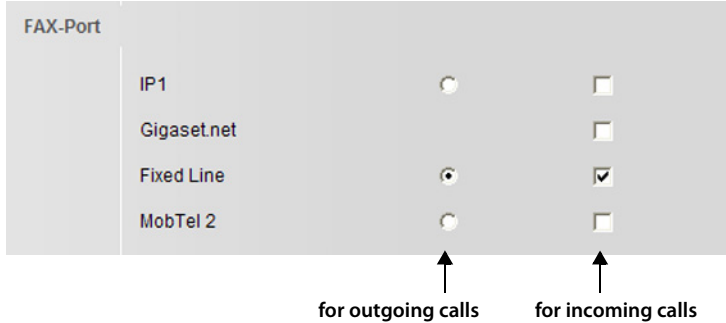 FAX-Port
IP1
Gigaset.net
Fixed Line
MobTel 2
for outgoing calls for incoming calls